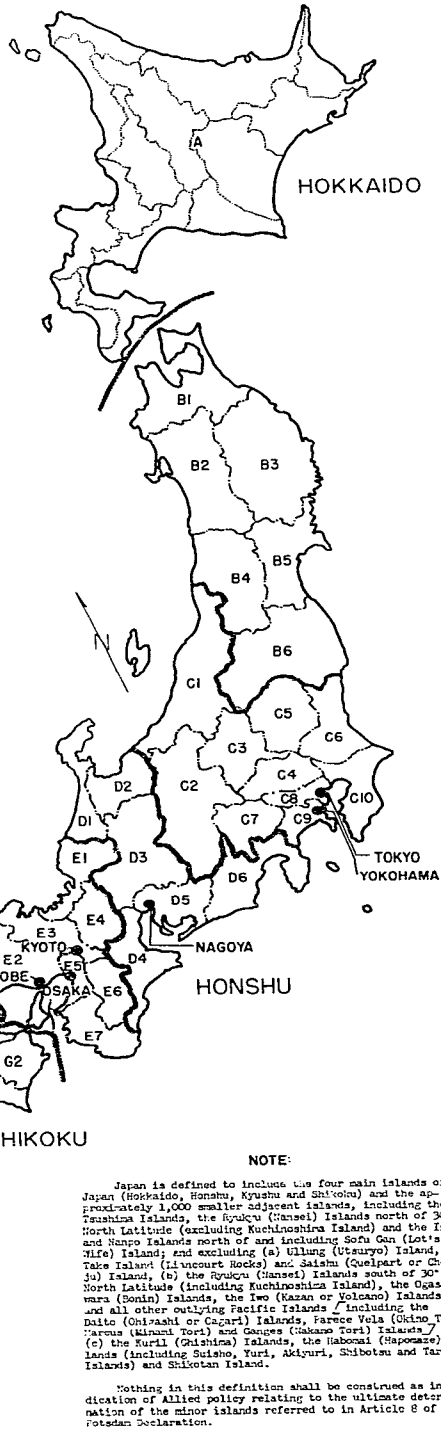 A
HOKKAIDO
B1
B2
B3
B5
B4
B6
N
C1
C5
C3
C6
D2
C2
C4
C8
C10
D1
C7
C9
E1
D3
D6
TOKYO
YOKOHAMA
D5
E4
E3
KYOTO
NAGOYA
E2
D4
E5
OBE
OSAKA
E6
HONSHU
E7
G2
HIKOKU
NOTE:
Japan is defined to include the four main islands o
Japan (Hokkaido, Honshu, Kyushu and Shikoku) and the ap-
proximately 1,000 smaller adjacent islands, including the
Tsushima Islands, the Ryukyu (Nansei) Islands north of 30
North Latitude (excluding Kuchinoshima Island) and the I
and Nanpo Islands north of and including Sofu Gan (Lot's
Wife) Island; and excluding (a) Ullung (Utsuryo) Island,
Take Island (Liancourt Rocks) and Saishu (Quelpart or Ch
ju) Island, (b) the Ryukyu (Nansei) Islands south of 30°
North Latitude (including Kuchinoshima Island), the Ogas
wara (Bonin) Islands, the Iwo (Kazan or Volcano) Islands
and all other outlying Pacific Islands / including the
Daito (Ohigashi or Oagari) Islands, Parece Vela (Okino T
Marcus (Minami Tori) and Ganges (Nakano Tori) Islands /
(c) the Kuril (Chishima) Islands, the Habomai (Hapomaze)
lands (including Suisho, Yuri, Akiyuri, Shibotsu and Tar
Islands) and Shikotan Island.
Nothing in this definition shall be construed as in
dication of Allied policy relating to the ultimate deter
nation of the minor islands referred to in Article 8 of
Potsdam Declaration.